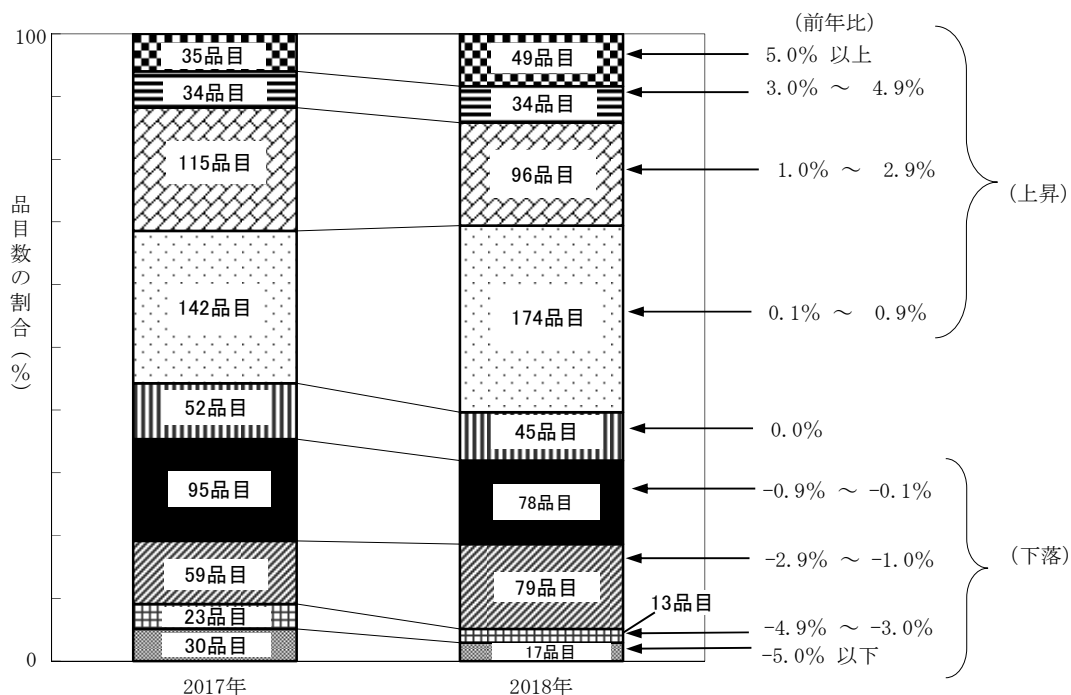 (前年比)
100
35品目
49品目
5.0% 以上
34品目
34品目
3.0% ~ 4.9%
115品目
96品目
1.0% ~ 2.9%
(上昇)
品目数の割合(%)
142品目
174品目
0.1% ~ 0.9%
52品目
45品目
0.0%
95品目
78品目
-0.9% ~ -0.1%
59品目
79品目
-2.9% ~ -1.0%
(下落)
23品目
13品目
-4.9% ~ -3.0%
30品目
17品目
-5.0% 以下
0
2017年
2018年